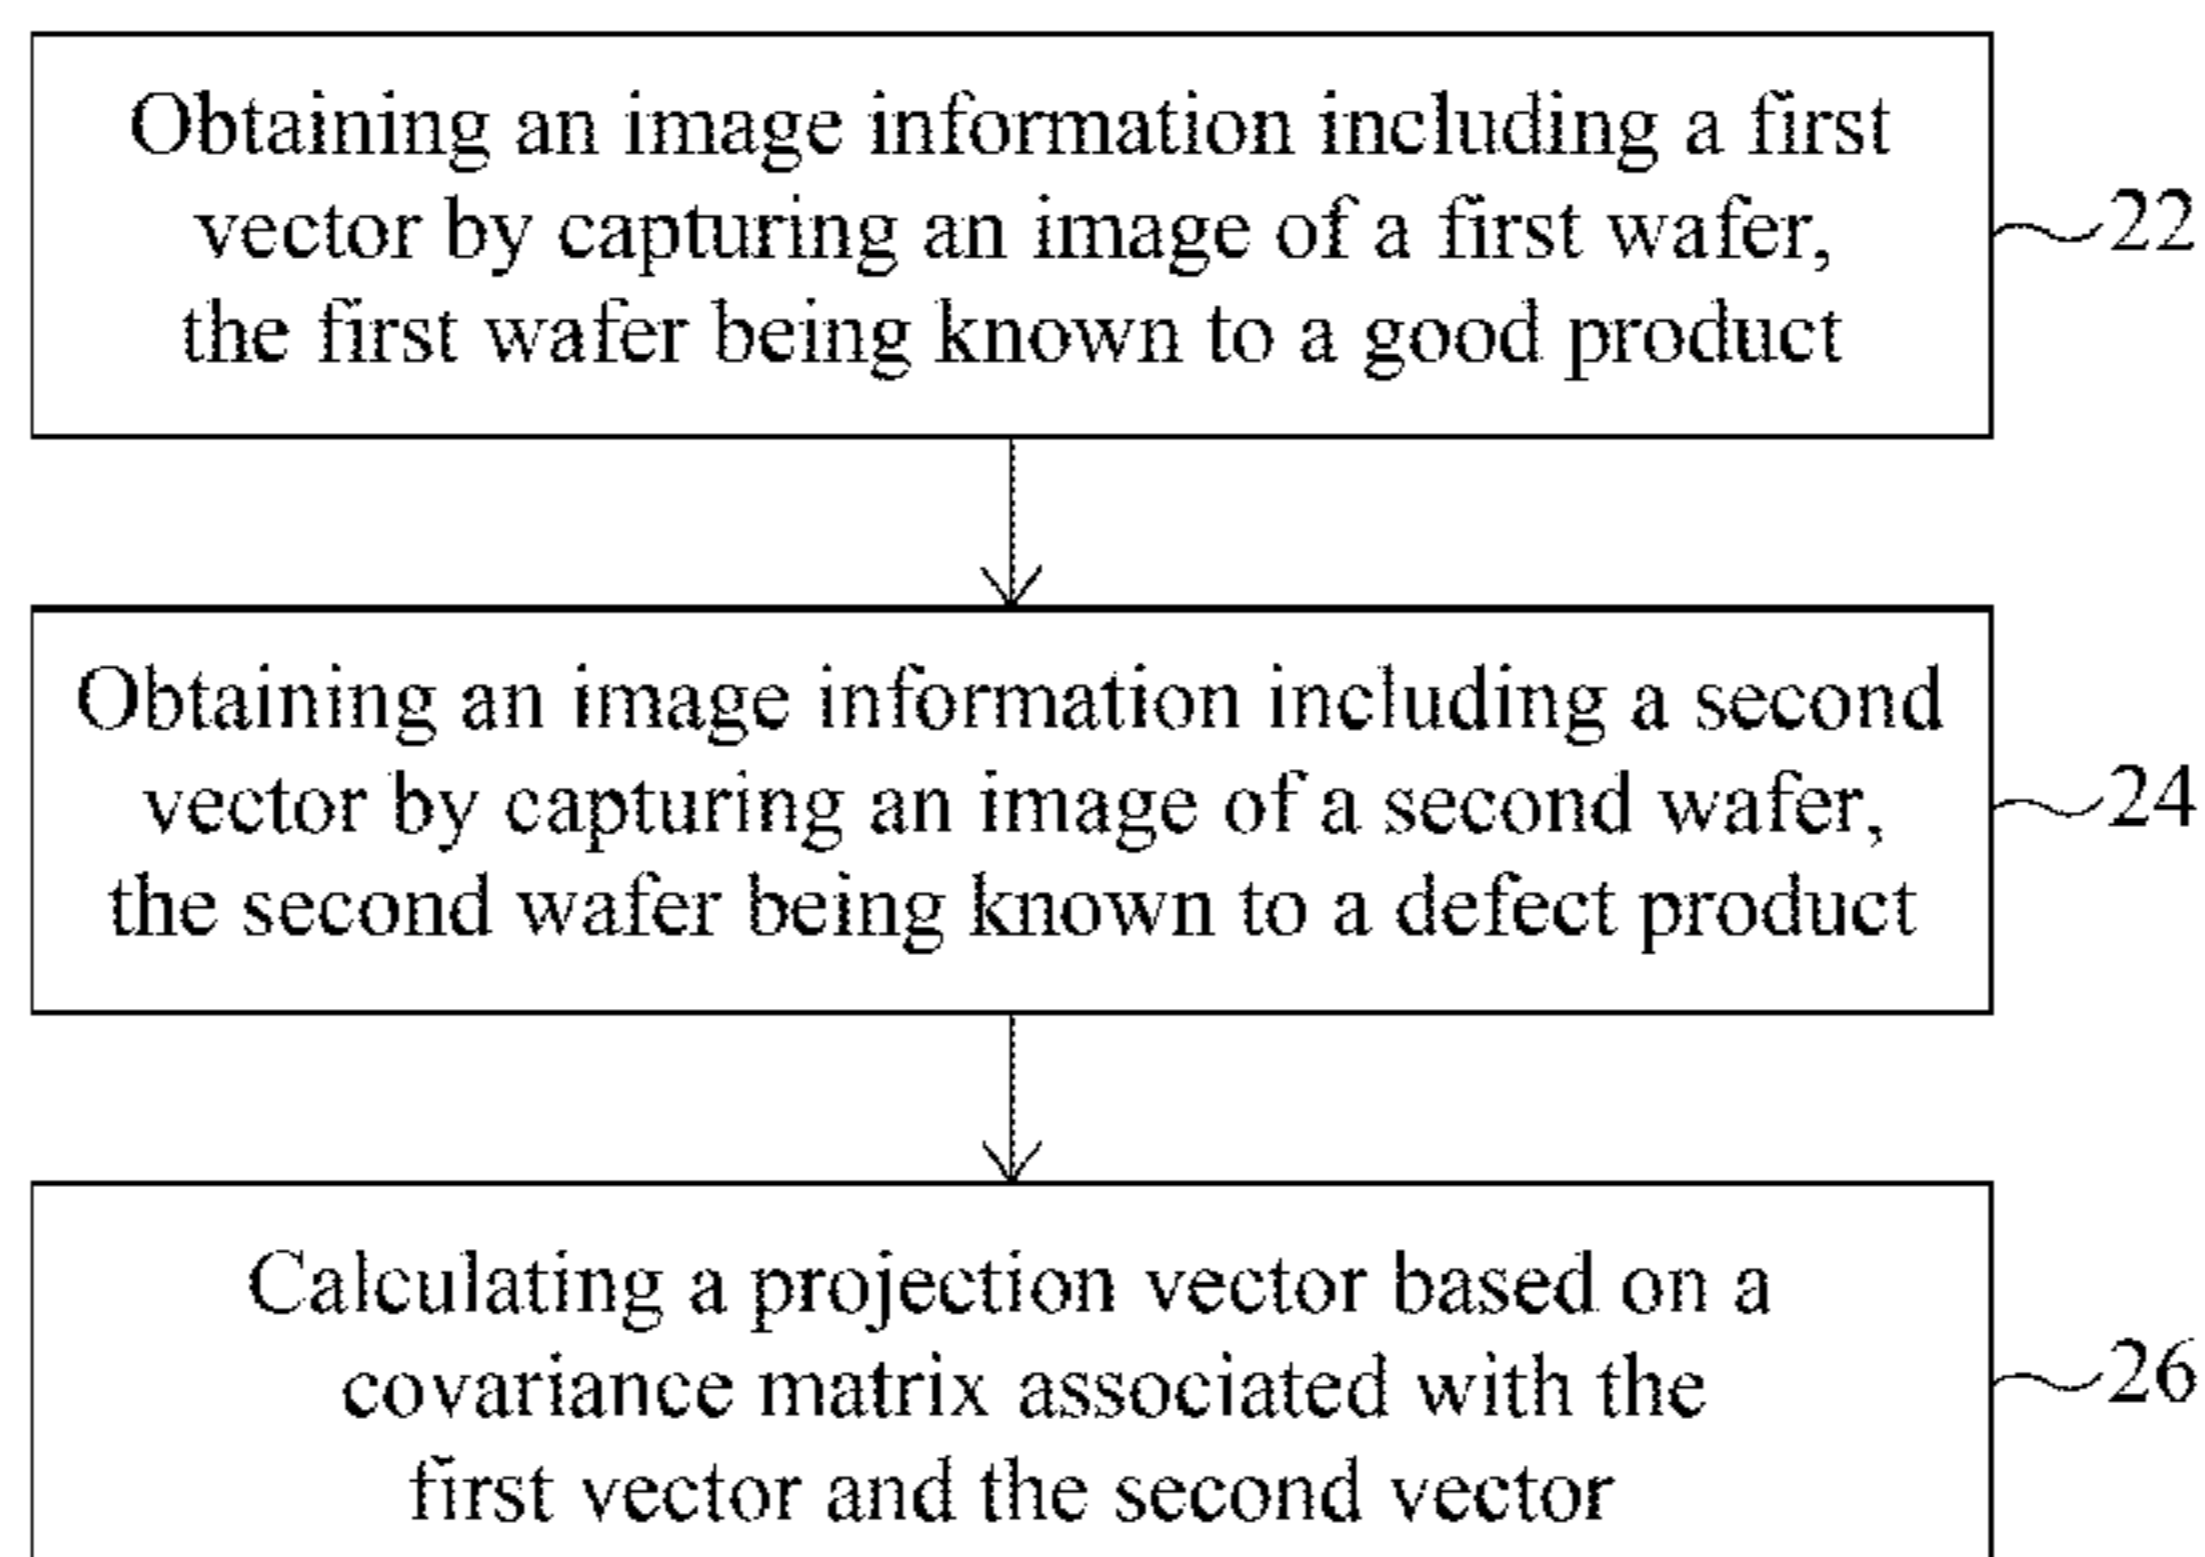 Obtaining an image information including a first
vector by capturing an image of a first wafer,
the first wafer being known to a good product
22
Obtaining an image information including a second
vector by capturing an image of a second wafer,
the second wafer being known to a defect product
24
Calculating a projection vector based on a
covariance matrix associated with the
first vector and the second vector
26